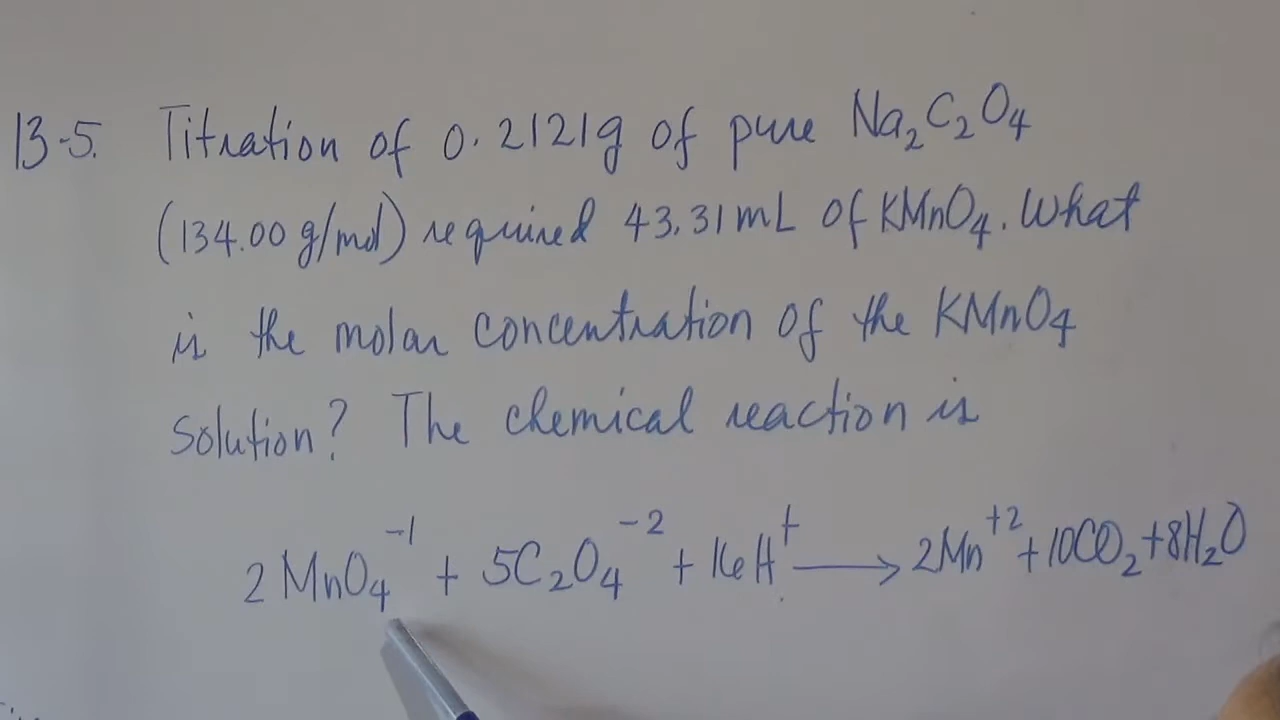 13-5. Titration of 0.2121g of pure Na₂C₂O₄
(134.00 g/mol) required 43.31mL of KMnO₄. What
is the molar concentration of the KMnO₄
solution? The chemical reaction is
2MnO₄⁻¹ + 5C₂O₄⁻² + 16H⁺ → 2Mn⁺² + 10CO₂ + 8H₂O